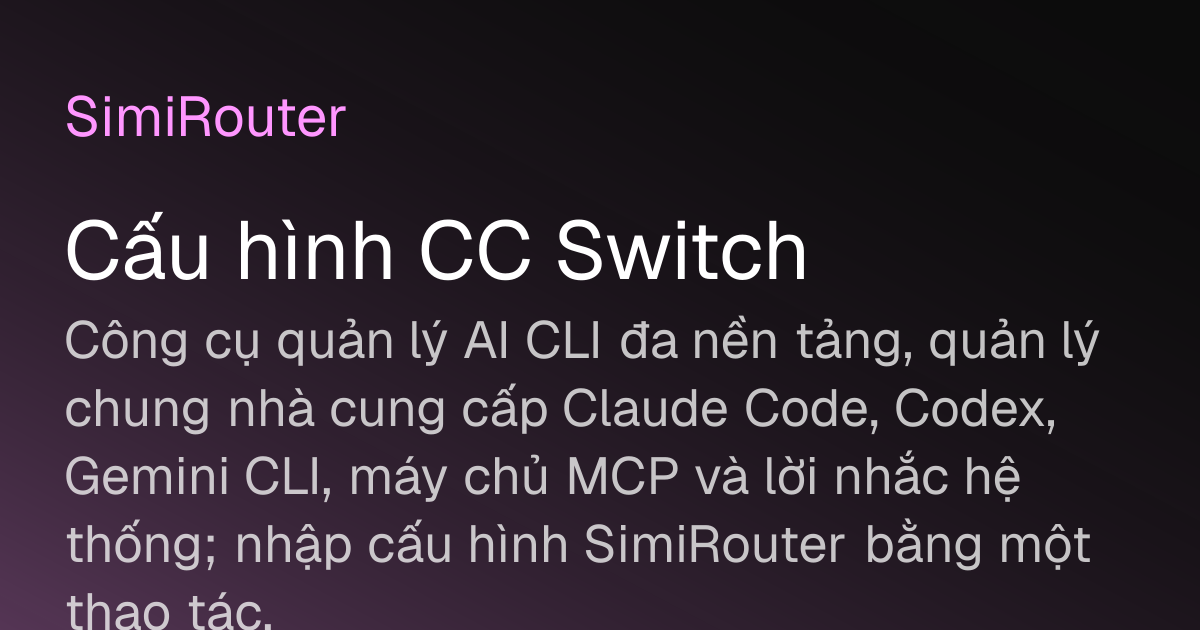 SimiRouter
Cấu hình CC Switch
Công cụ quản lý AI CLI đa nền tảng, quản lý
chung nhà cung cấp Claude Code, Codex,
Gemini CLI, máy chủ MCP và lời nhắc hệ
thống; nhập cấu hình SimiRouter bằng một
thao tác.